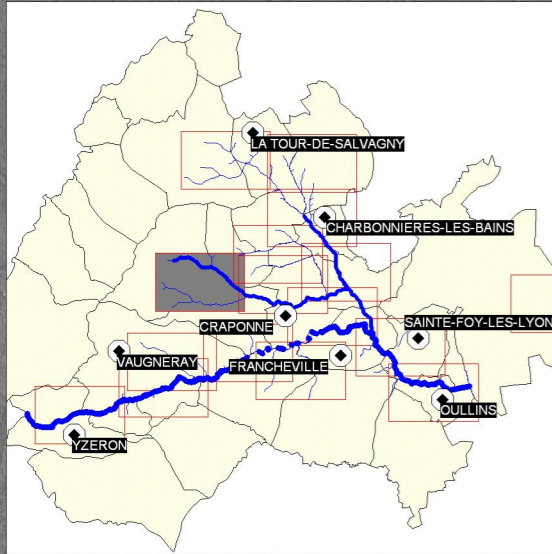 LA TOUR-DE-SALVAGNY
CHARBONNIERES-LES-BAINS
CRAPONNE
SAINTE-FOY-LES-LYON
VAUGNERAY
FRANCHEVILLE
OULLINS
YZERON